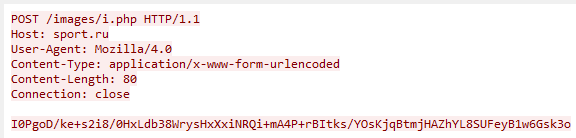 POST /images/i.php HTTP/1.1
Host: sport.ru
User-Agent: Mozilla/4.0
Content-Type: application/x-www-form-urlencoded
Content-Length: 80
Connection: close
I0PgoD/ke+s2i8/0HxLdb38WrysHxXxiNRQi+mA4P+rBItks/YOsKjqBtmjHAZhYL8SUFeyB1w6Gsk3o